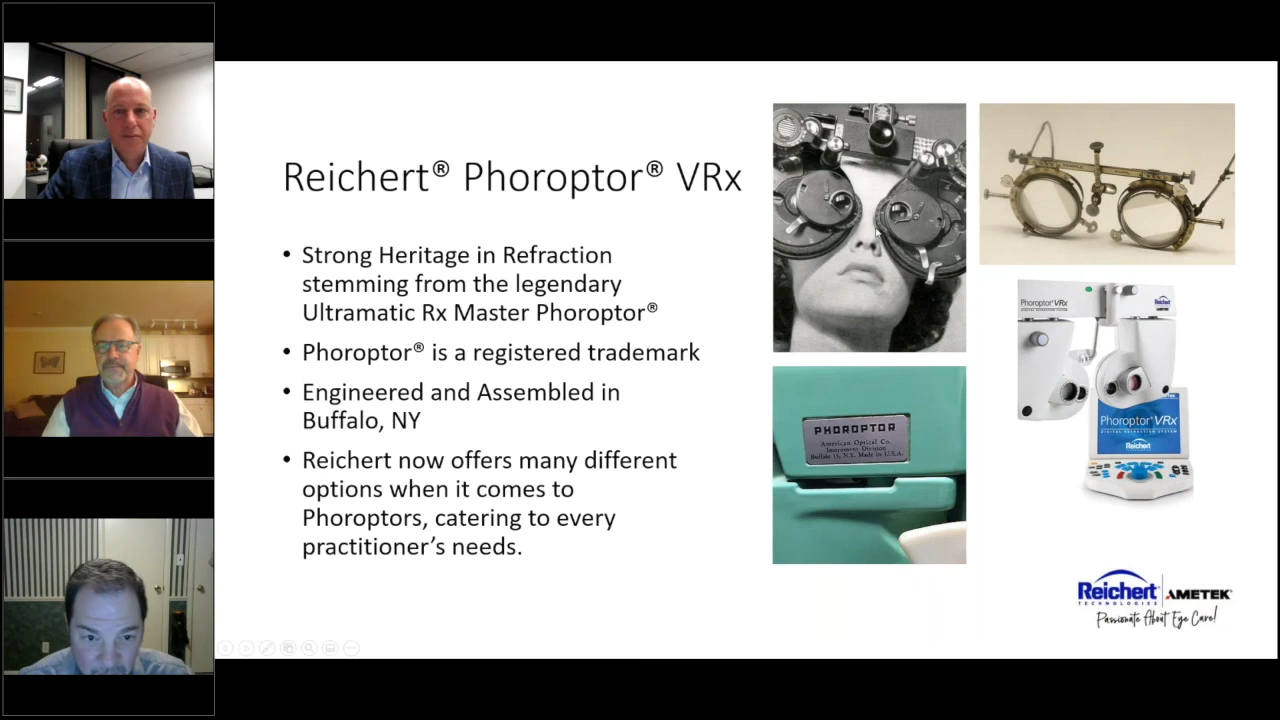 Reichert® Phoroptor® VRx
• Strong Heritage in Refraction
stemming from the legendary
Ultramatic Rx Master Phoroptor®
• Phoroptor® is a registered trademark
• Engineered and Assembled in
Buffalo, NY
• Reichert now offers many different
options when it comes to
Phoroptors, catering to every
practitioner's needs.
PHOROPTOR
American Optical Co.
Instrument Division
Buffalo 15, N.Y. Made in U.S.A.
Phoroptor® VRx
Reichert
Phoroptor® VRx
DIGITAL REFRACTION SYSTEM
Reichert
Reichert
TECHNOLOGIES
AMETEK®
Passionate About Eye Care!